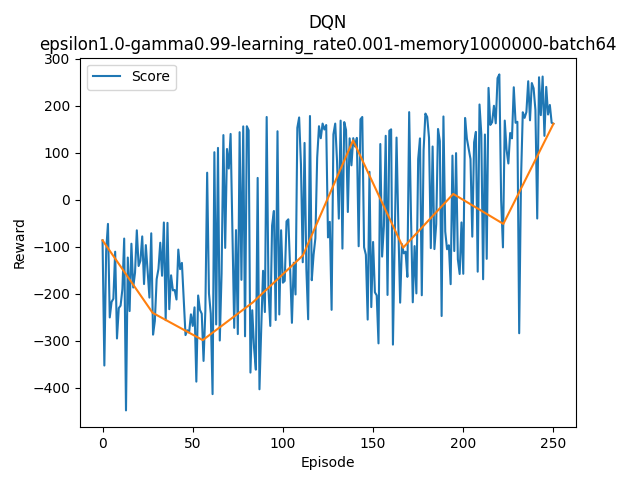 DQN
epsilon1.0-gamma0.99-learning_rate0.001-memory1000000-batch64
Score
300
200
100
0
−100
−200
−300
−400
Reward
0 50 100 150 200 250
Episode